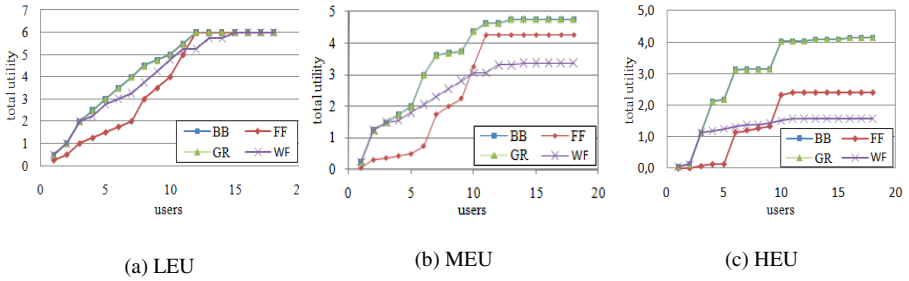 7
6
5
4
3
2
1
0
total utility
BB
FF
GR
WF
0
5
10
15
2
users
(a) LEU
5
4
3
2
1
0
total utility
BB
FF
GR
WF
0
5
10
15
20
users
(b) MEU
5,0
4,0
3,0
2,0
1,0
0,0
total utility
BB
FF
GR
WF
0
5
10
15
20
users
(c) HEU